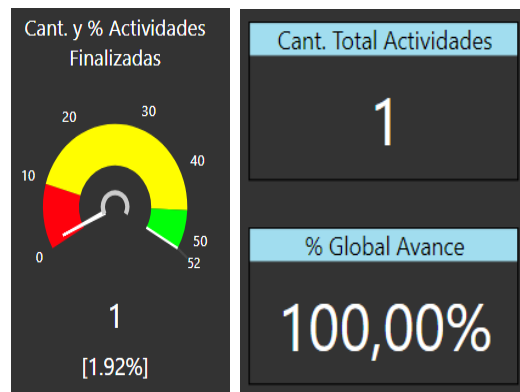 Cant. y % Actividades
Finalizadas
0
10
20
30
40
50
52
1
[1.92%]
Cant. Total Actividades
1
% Global Avance
100,00%